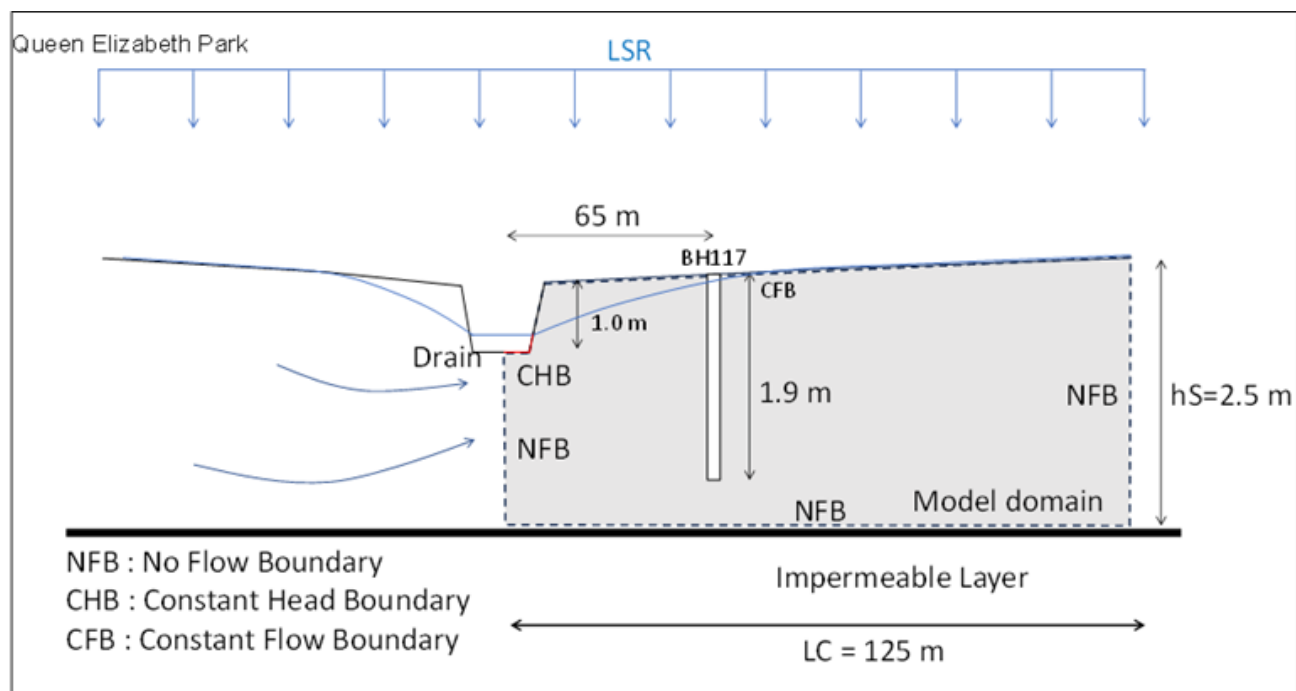 Queen Elizabeth Park
LSR
65 m
BH117
CFB
1.0 m
Drain
CHB
1.9 m
NFB
hS=2.5 m
NFB
Model domain
NFB
NFB : No Flow Boundary
Impermeable Layer
CHB : Constant Head Boundary
CFB : Constant Flow Boundary
LC = 125 m